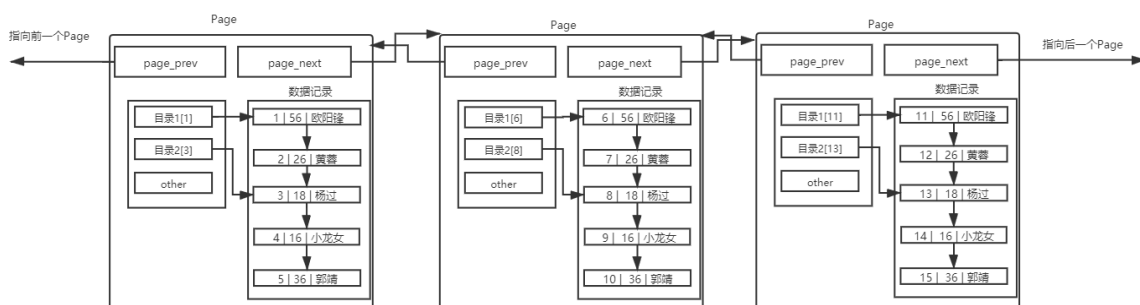 Page
Page
Page
指向前一个Page
指向后一个Page
page_prev
page_next
数据记录
目录1[1]
目录2[3]
other
1 | 56 | 欧阳锋
2 | 26 | 黄蓉
3 | 18 | 杨过
4 | 16 | 小龙女
5 | 36 | 郭靖
page_prev
page_next
数据记录
目录1[6]
目录2[8]
other
6 | 56 | 欧阳锋
7 | 26 | 黄蓉
8 | 18 | 杨过
9 | 16 | 小龙女
10 | 36 | 郭靖
page_prev
page_next
数据记录
目录1[11]
目录2[13]
other
11 | 56 | 欧阳锋
12 | 26 | 黄蓉
13 | 18 | 杨过
14 | 16 | 小龙女
15 | 36 | 郭靖